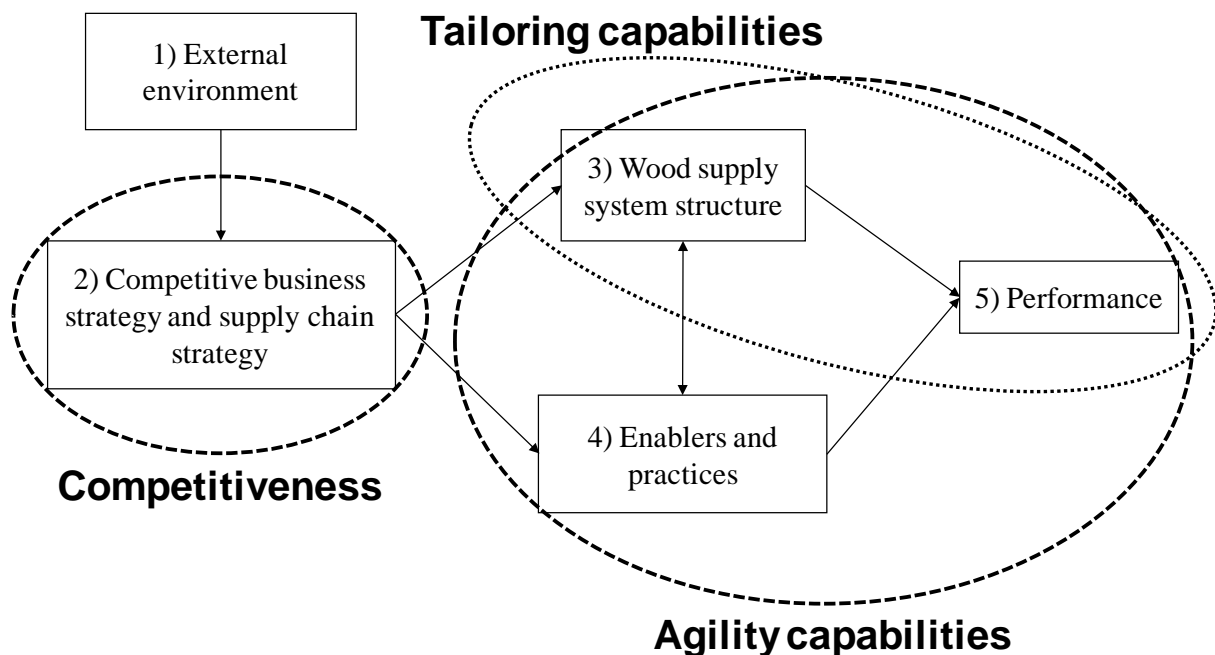 Tailoring capabilities
1) External
environment
3) Wood supply
system structure
2) Competitive business
strategy and supply chain
strategy
5) Performance
4) Enablers and
practices
Competitiveness
Agility capabilities